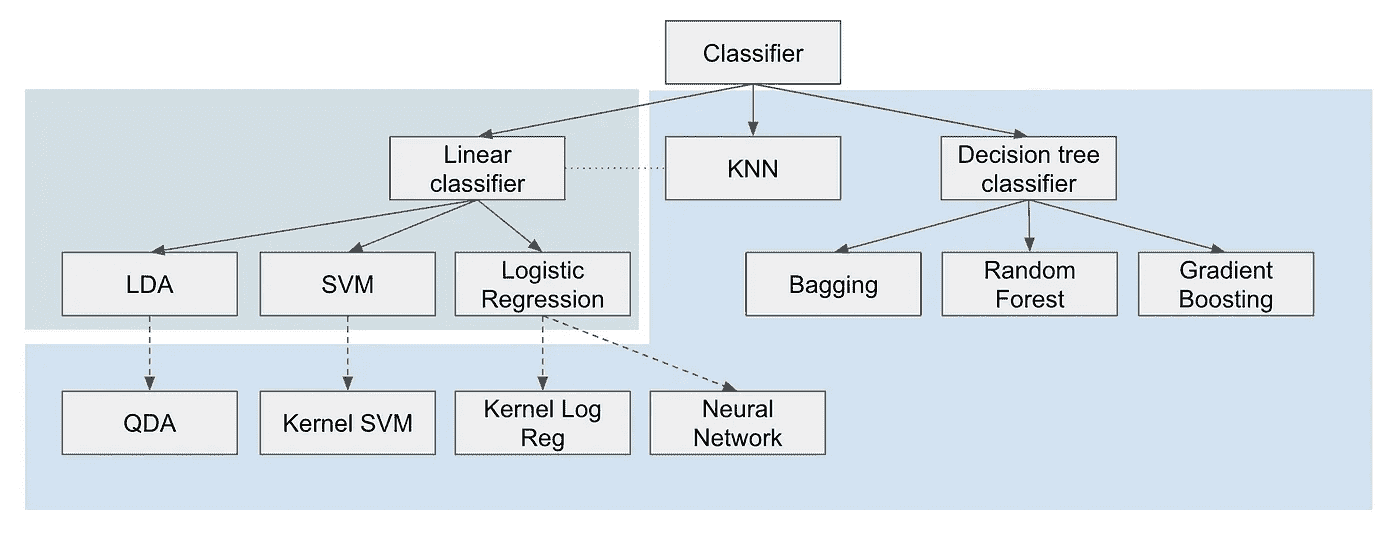 Classifier
Linear
classifier
KNN
Decision tree
classifier
LDA
SVM
Logistic
Regression
Bagging
Random
Forest
Gradient
Boosting
QDA
Kernel SVM
Kernel Log
Reg
Neural
Network